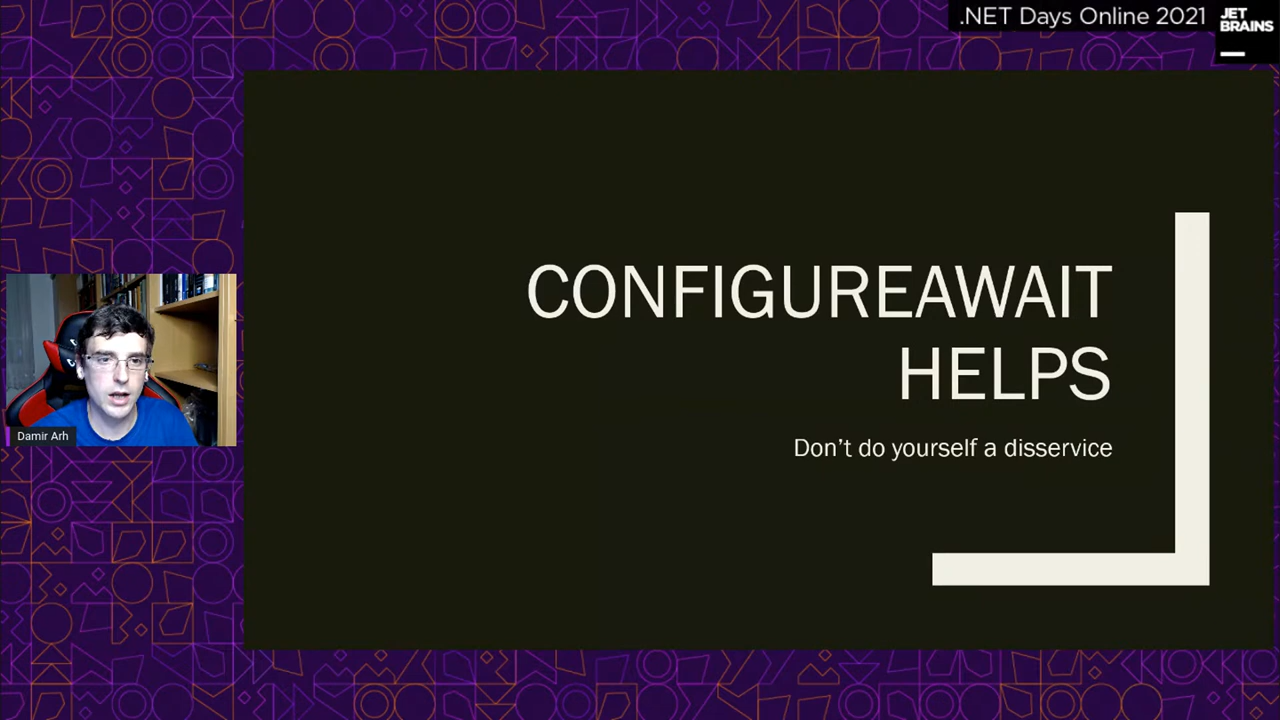 .NET Days Online 2021
JET
BRAINS
CONFIGUREAWAIT
HELPS
Don't do yourself a disservice
Damir Arh